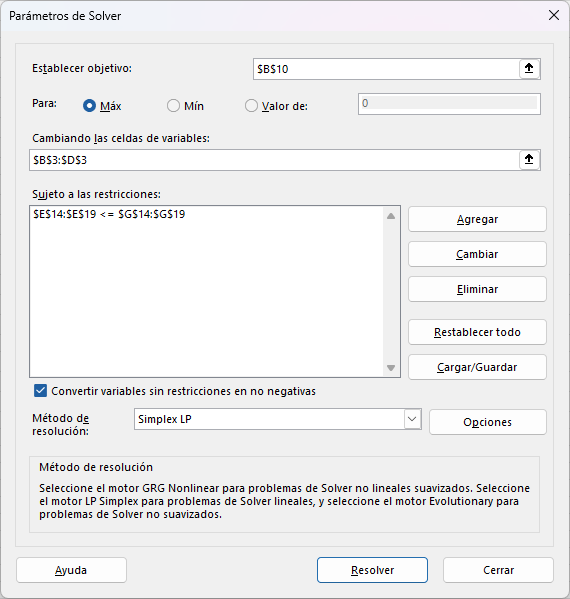 Parámetros de Solver
Establecer objetivo:
$B$10
Para:
Máx
Mín
Valor de:
0
Cambiando las celdas de variables:
$B$3:$D$3
Sujeto a las restricciones:
$E$14:$E$19 <= $G$14:$G$19
Agregar
Cambiar
Eliminar
Restablecer todo
Cargar/Guardar
Convertir variables sin restricciones en no negativas
Método de
resolución:
Simplex LP
Opciones
Método de resolución
Seleccione el motor GRG Nonlinear para problemas de Solver no lineales suavizados. Seleccione
el motor LP Simplex para problemas de Solver lineales, y seleccione el motor Evolutionary para
problemas de Solver no suavizados.
Ayuda
Resolver
Cerrar